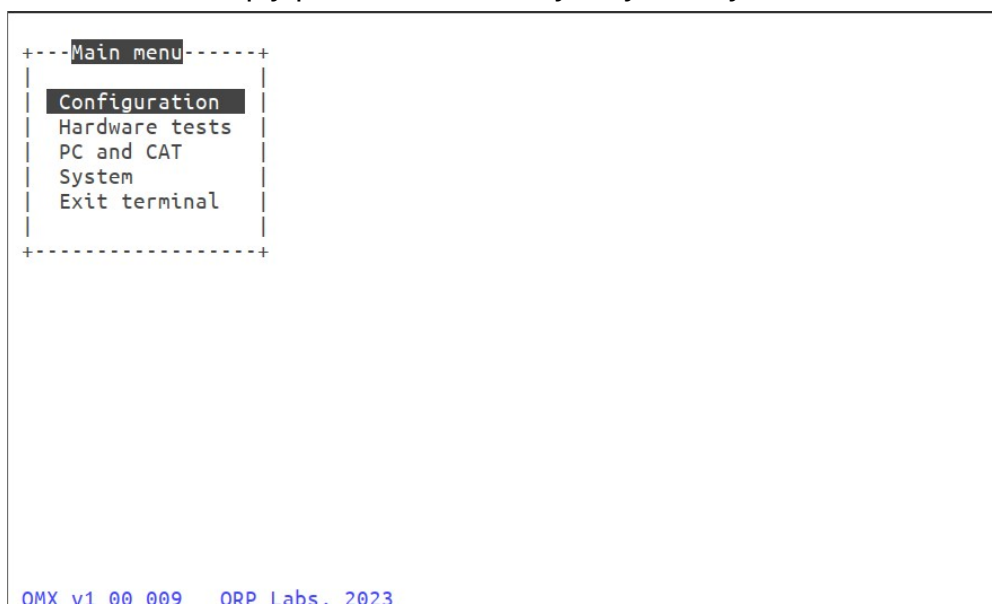 +---Main menu------+
|                  |
|  Configuration   |
|  Hardware tests  |
|  PC and CAT      |
|  System          |
|  Exit terminal   |
|                  |
+------------------+
QMX v1_00_009   QRP Labs, 2023